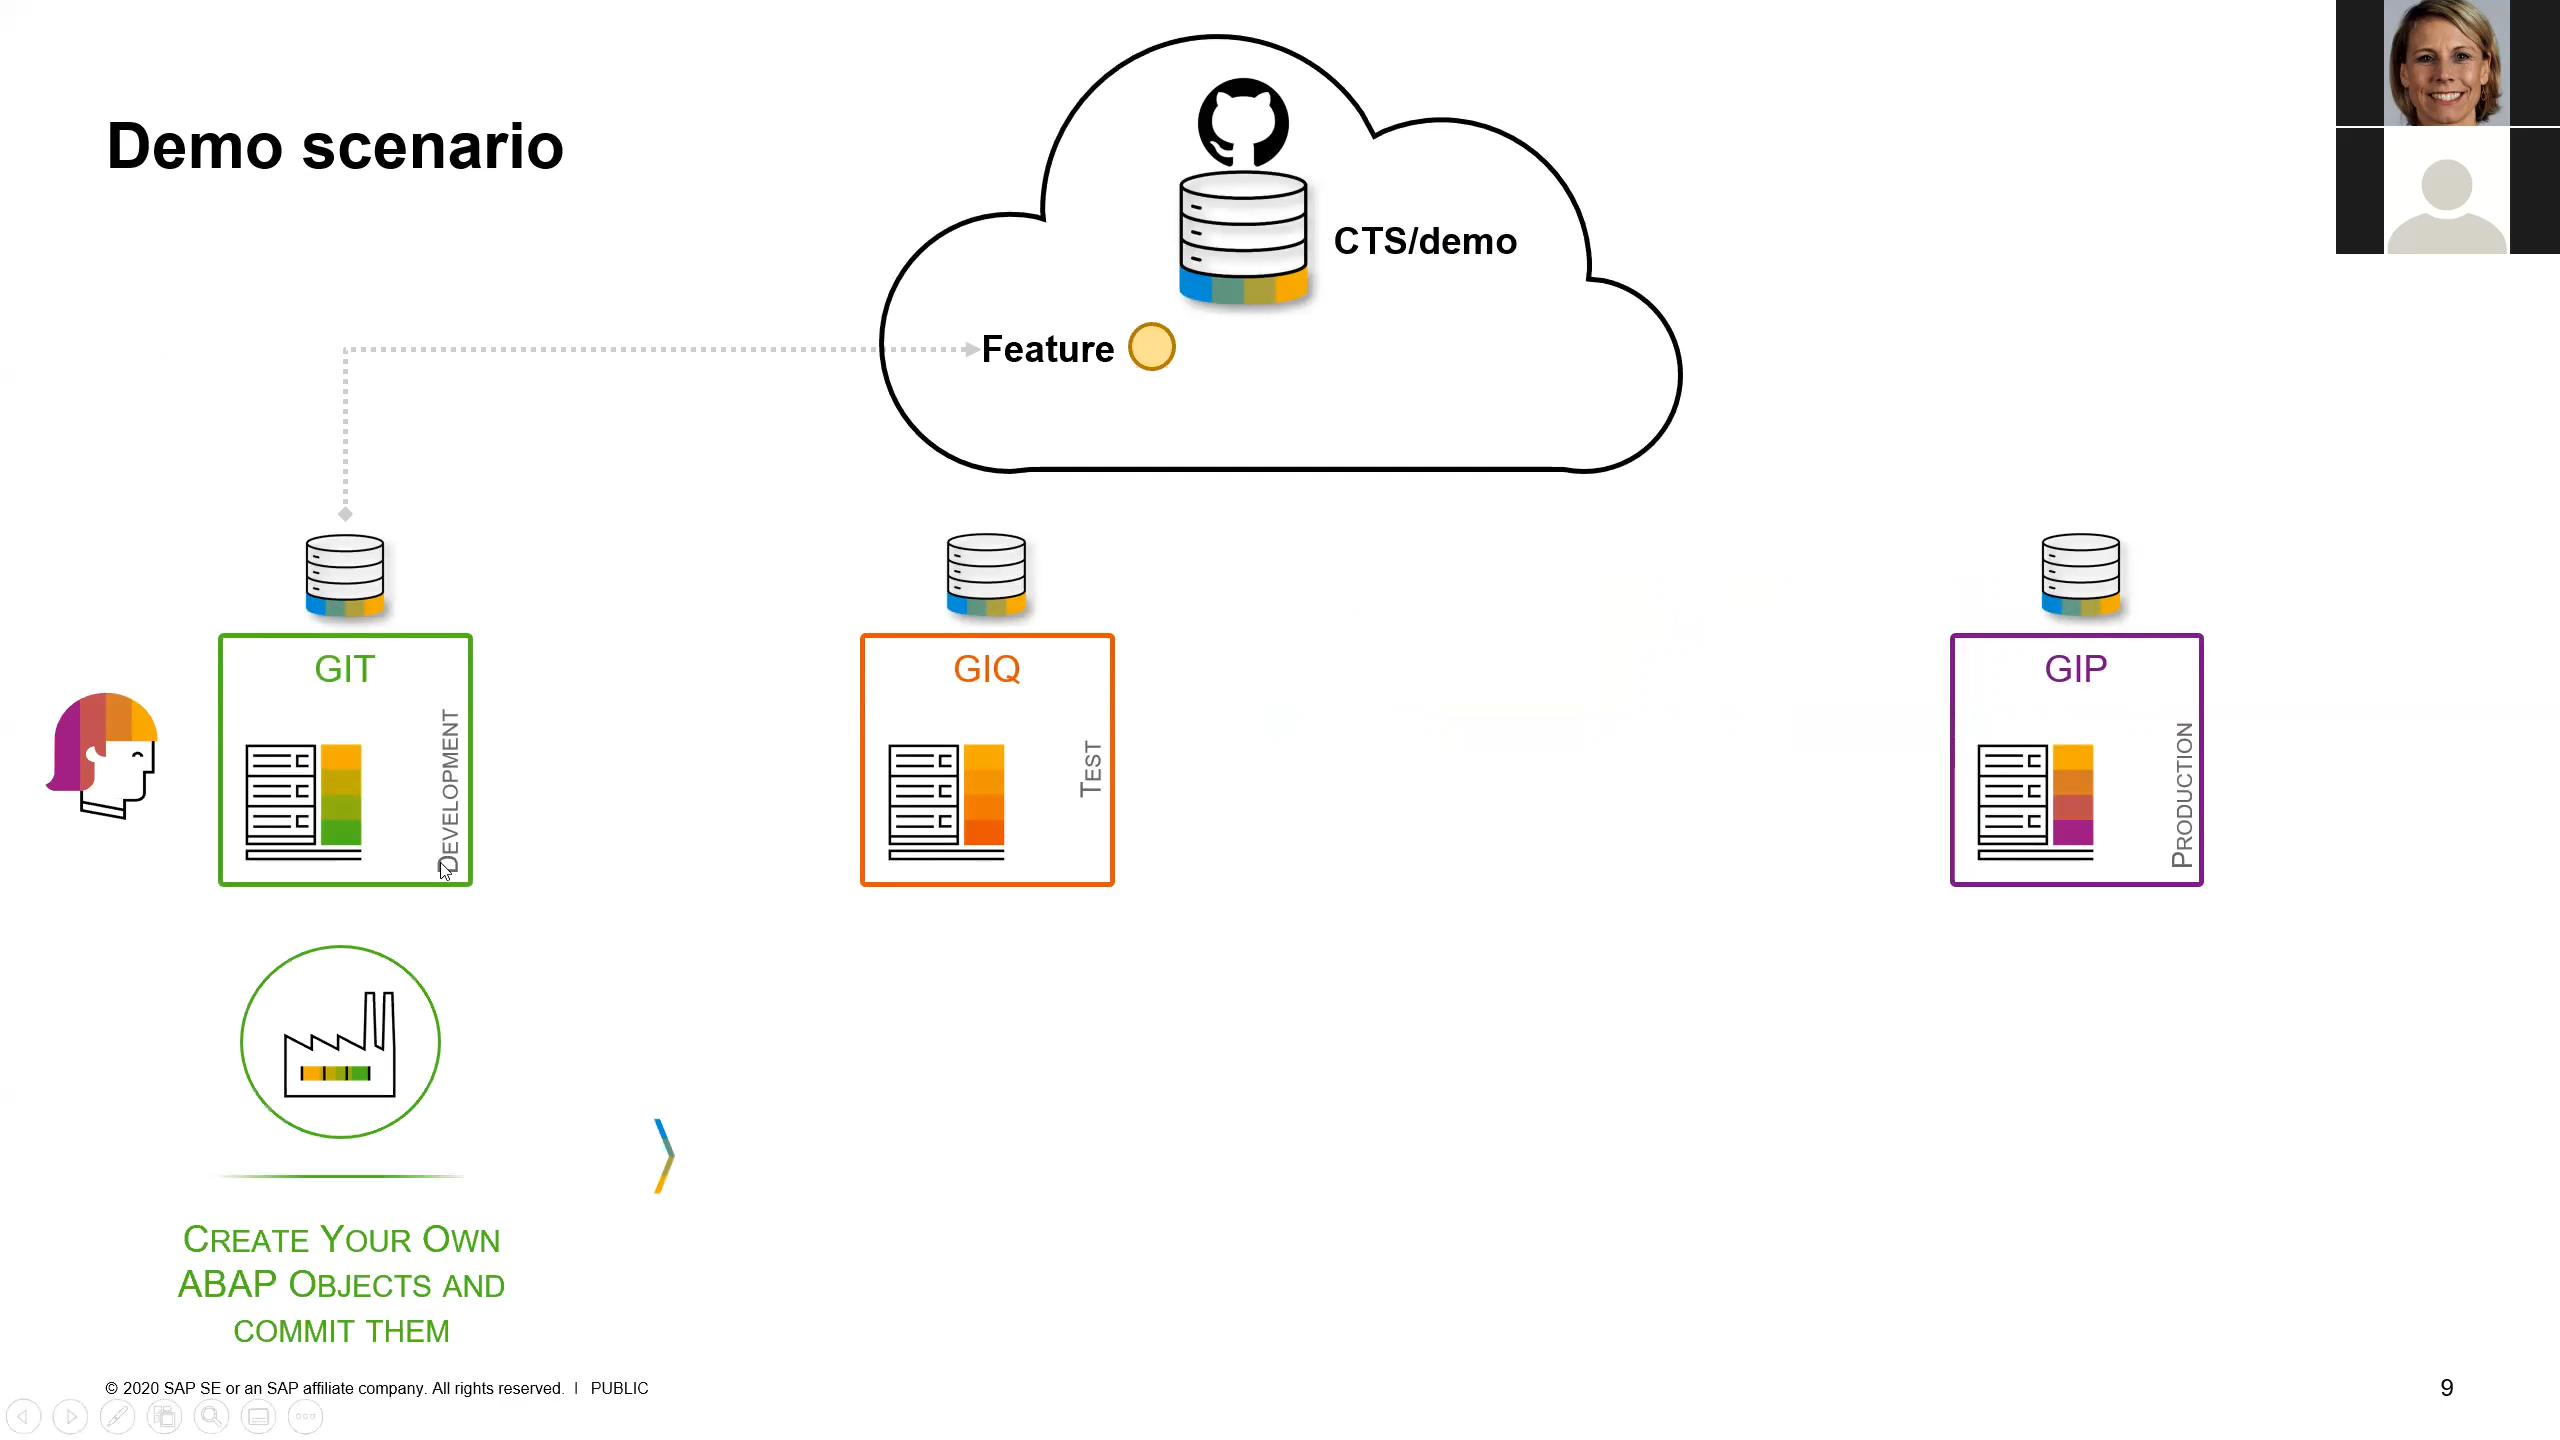 Demo scenario
CTS/demo
Feature
GIT
DEVELOPMENT
GIQ
TEST
GIP
PRODUCTION
CREATE YOUR OWN
ABAP OBJECTS AND
COMMIT THEM
© 2020 SAP SE or an SAP affiliate company. All rights reserved. I PUBLIC
9